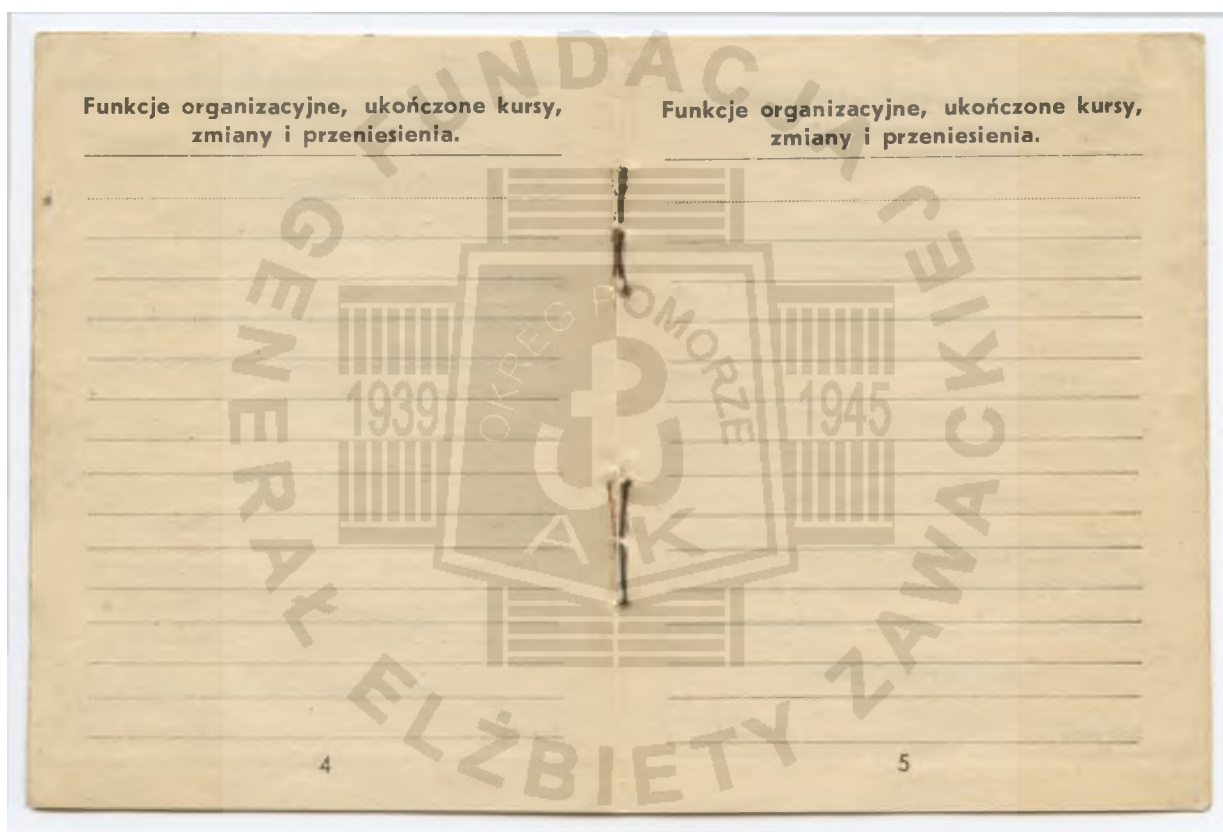 Funkcje organizacyjne, ukończone kursy,
zmiany i przeniesienia.
4
Funkcje organizacyjne, ukończone kursy,
zmiany i przeniesienia.
5
FUNDACJA GENERAŁ ELŻBIETY ZAWACKIEJ
OKRĘG POMORZE
1939
1945
AK